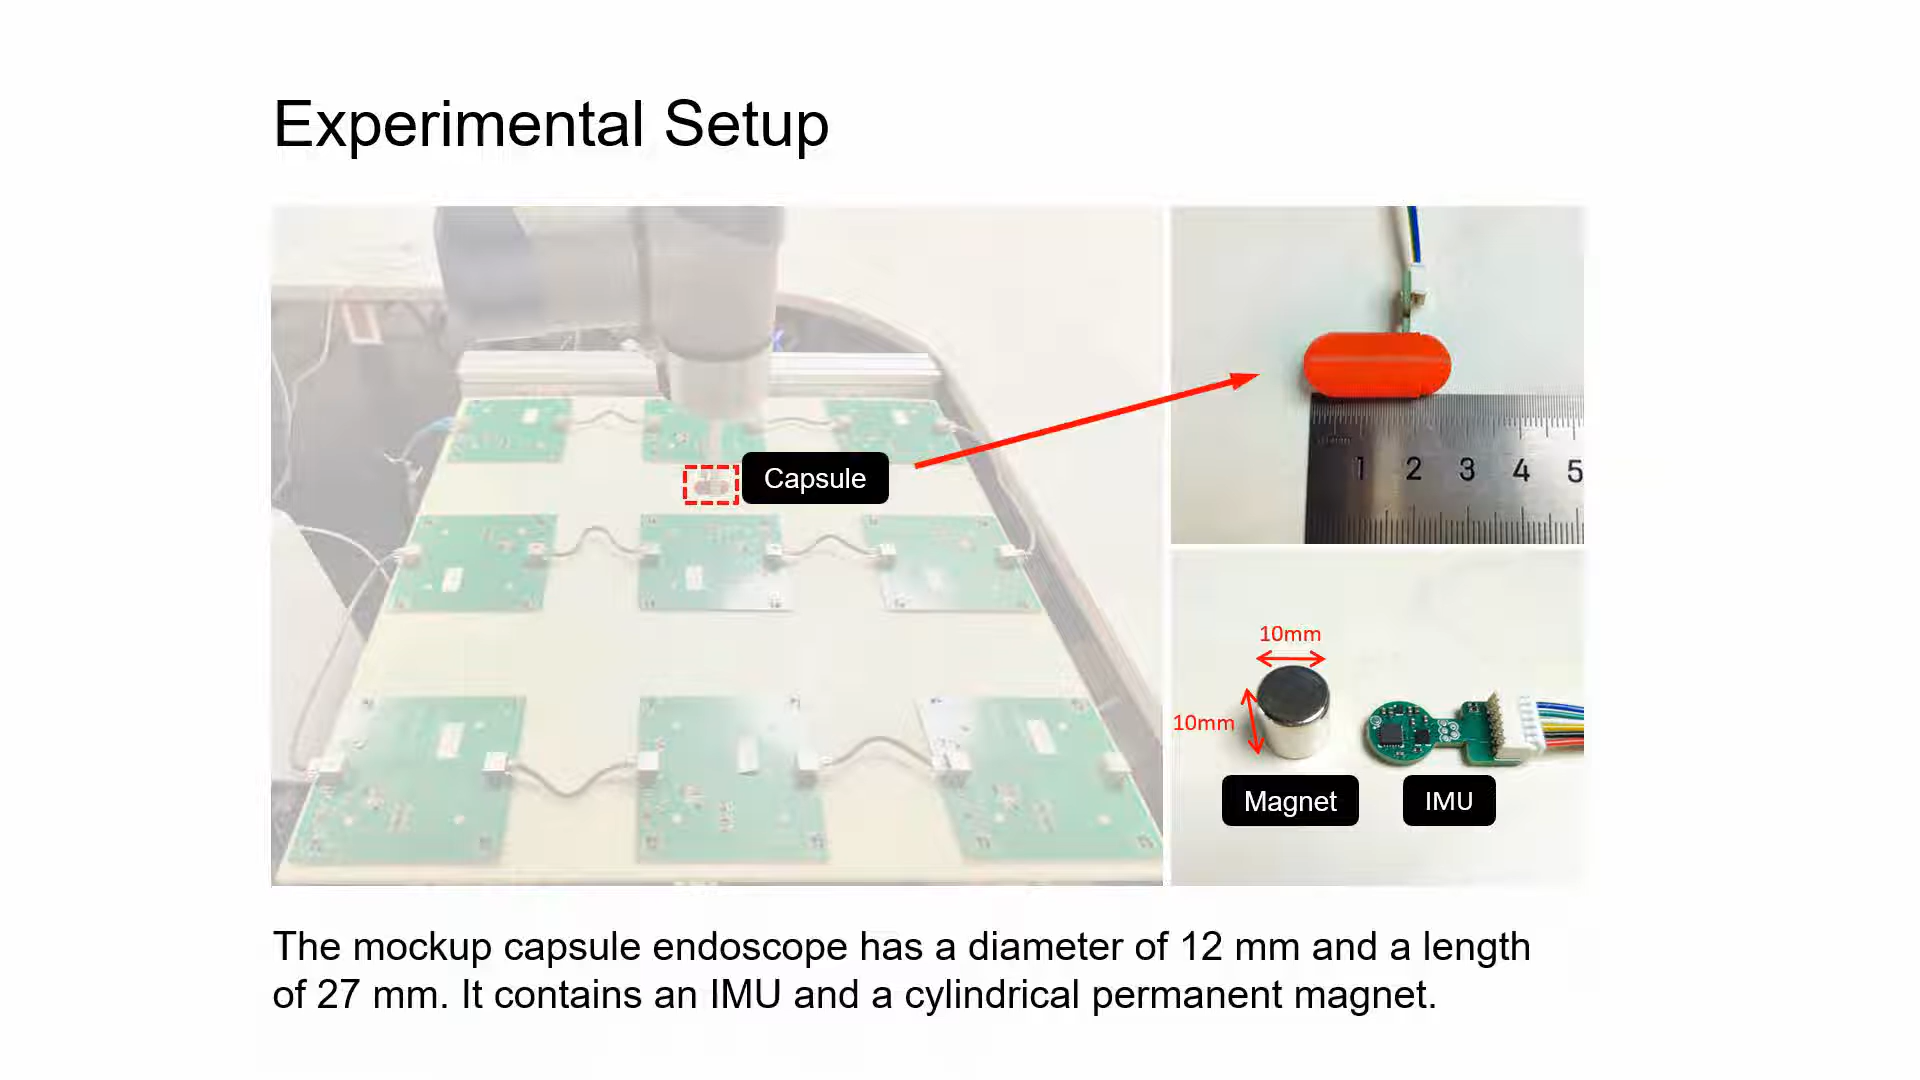 Experimental Setup
Capsule
1 2 3 4 5
10mm
10mm
Magnet
IMU
The mockup capsule endoscope has a diameter of 12 mm and a length
of 27 mm. It contains an IMU and a cylindrical permanent magnet.